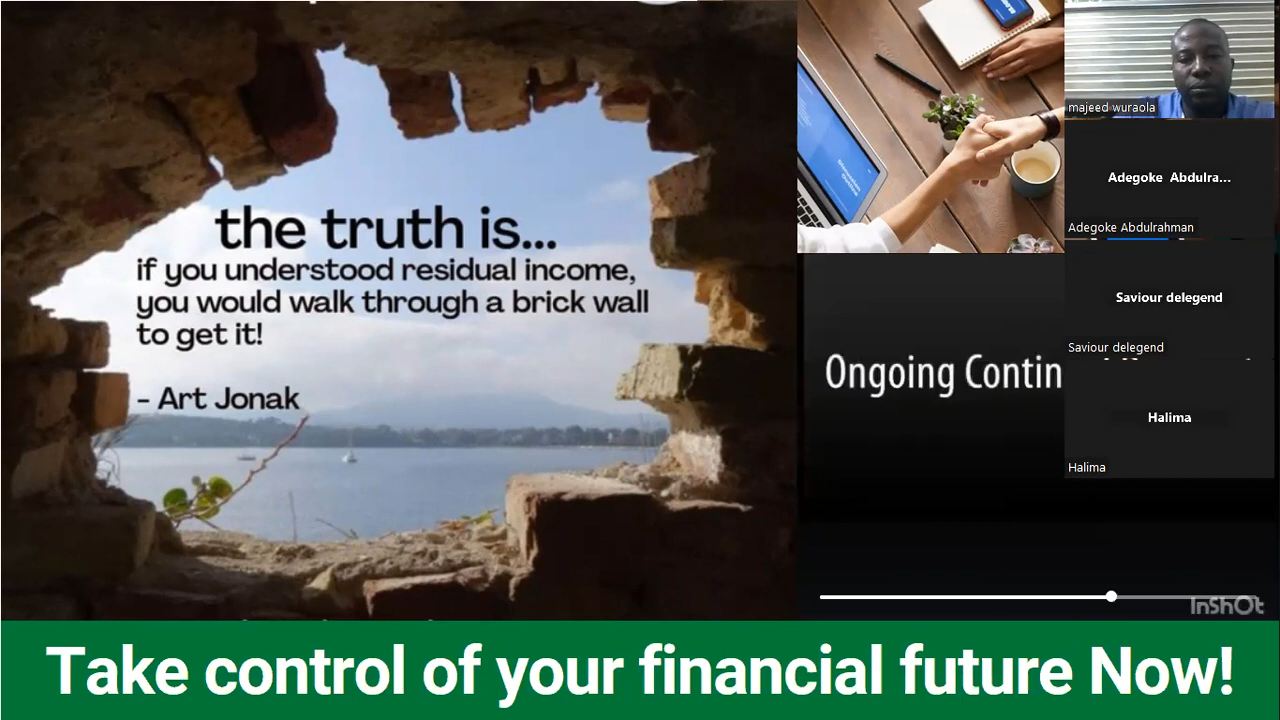 the truth is...
if you understood residual income,
you would walk through a brick wall
to get it!
- Art Jonak
majeed wuraola
Adegoke Abdulra...
Adegoke Abdulrahman
Saviour delegend
Saviour delegend
Halima
Halima
Ongoing Contin
InShOt
Take control of your financial future Now!